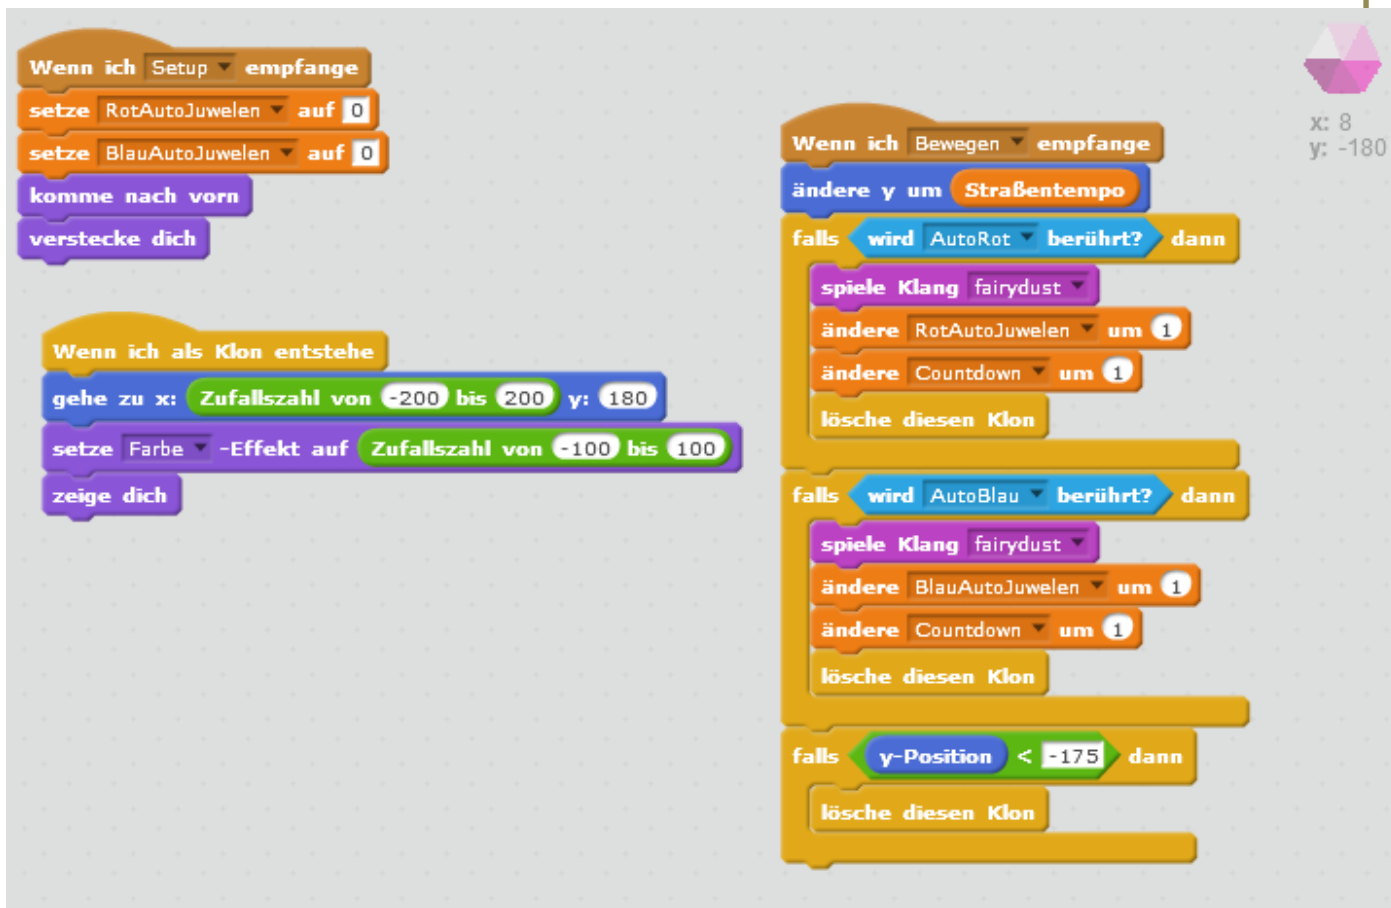 Wenn ich Setup empfange
setze RotAutoJuwelen auf 0
setze BlauAutoJuwelen auf 0
komme nach vorn
verstecke dich
Wenn ich als Klon entstehe
gehe zu x: Zufallszahl von -200 bis 200 y: 180
setze Farbe -Effekt auf Zufallszahl von -100 bis 100
zeige dich
Wenn ich Bewegen empfange
ändere y um Straßentempo
falls wird AutoRot berührt? dann
spiele Klang fairydust
ändere RotAutoJuwelen um 1
ändere Countdown um 1
lösche diesen Klon
falls wird AutoBlau berührt? dann
spiele Klang fairydust
ändere BlauAutoJuwelen um 1
ändere Countdown um 1
lösche diesen Klon
falls y-Position < -175 dann
lösche diesen Klon
x: 8
y: -180